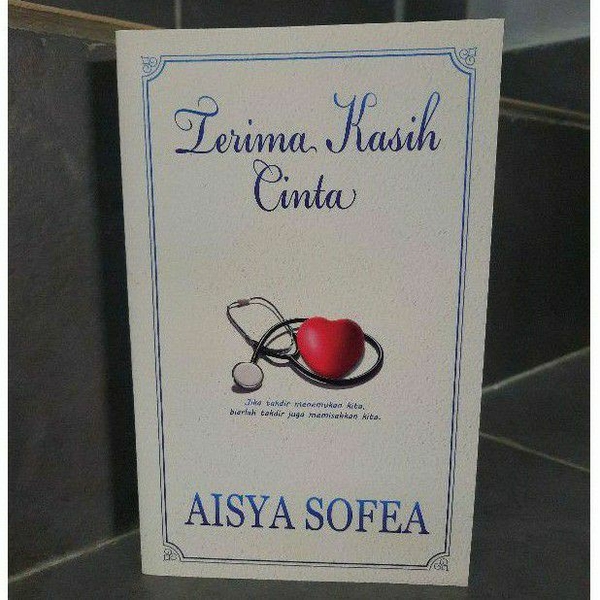 Terima Kasih
Cinta
Jika takdir menemukan kita,
biarlah takdir juga memisahkan kita.
AISYA SOFEA